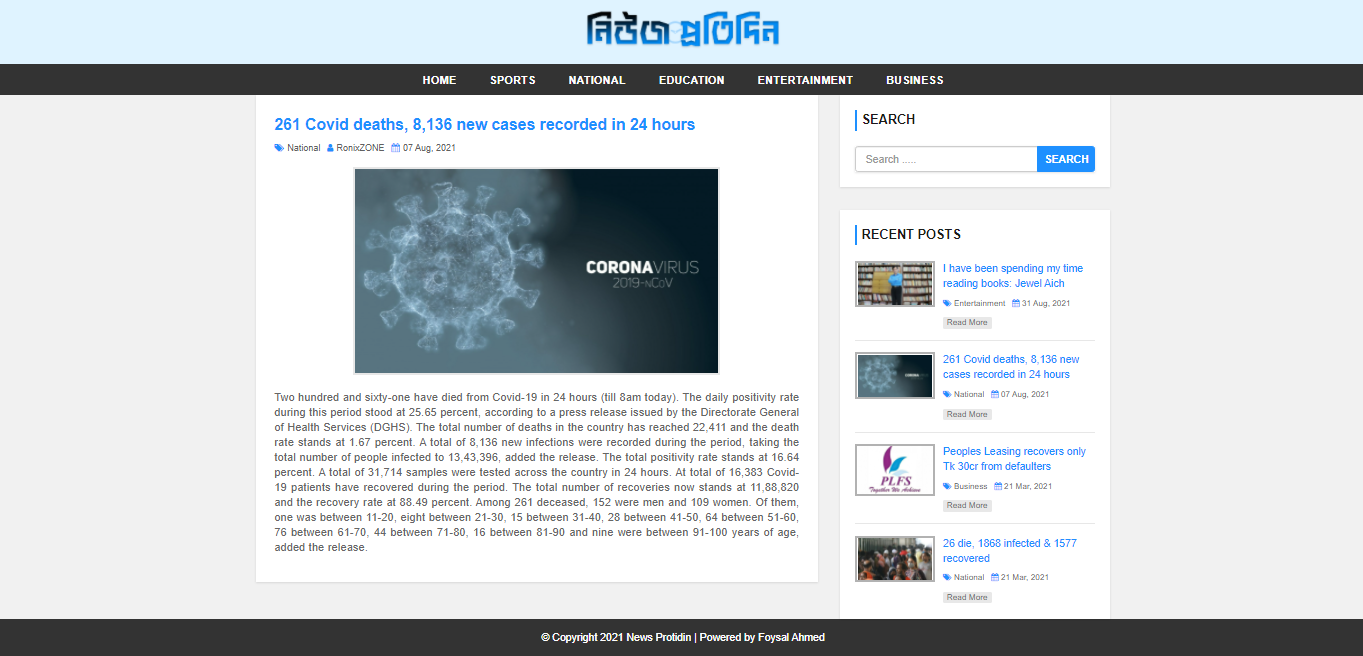 নিউজ প্রতিদিন
HOME SPORTS NATIONAL EDUCATION ENTERTAINMENT BUSINESS
261 Covid deaths, 8,136 new cases recorded in 24 hours
National RonixZONE 07 Aug, 2021
CORONAVIRUS
2019-NCOV
Two hundred and sixty-one have died from Covid-19 in 24 hours (till 8am today). The daily positivity rate
during this period stood at 25.65 percent, according to a press release issued by the Directorate General
of Health Services (DGHS). The total number of deaths in the country has reached 22,411 and the death
rate stands at 1.67 percent. A total of 8,136 new infections were recorded during the period, taking the
total number of people infected to 13,43,396, added the release. The total positivity rate stands at 16.64
percent. A total of 31,714 samples were tested across the country in 24 hours. At total of 16,383 Covid-
19 patients have recovered during the period. The total number of recoveries now stands at 11,88,820
and the recovery rate at 88.49 percent. Among 261 deceased, 152 were men and 109 women. Of them,
one was between 11-20, eight between 21-30, 15 between 31-40, 28 between 41-50, 64 between 51-60,
76 between 61-70, 44 between 71-80, 16 between 81-90 and nine were between 91-100 years of age,
added the release.
SEARCH
Search ..... SEARCH
RECENT POSTS
I have been spending my time
reading books: Jewel Aich
Entertainment 31 Aug, 2021
Read More
261 Covid deaths, 8,136 new
cases recorded in 24 hours
National 07 Aug, 2021
Read More
PLFS
Together We Achieve
Peoples Leasing recovers only
Tk 30cr from defaulters
Business 21 Mar, 2021
Read More
26 die, 1868 infected & 1577
recovered
National 21 Mar, 2021
Read More
© Copyright 2021 News Protidin | Powered by Foysal Ahmed